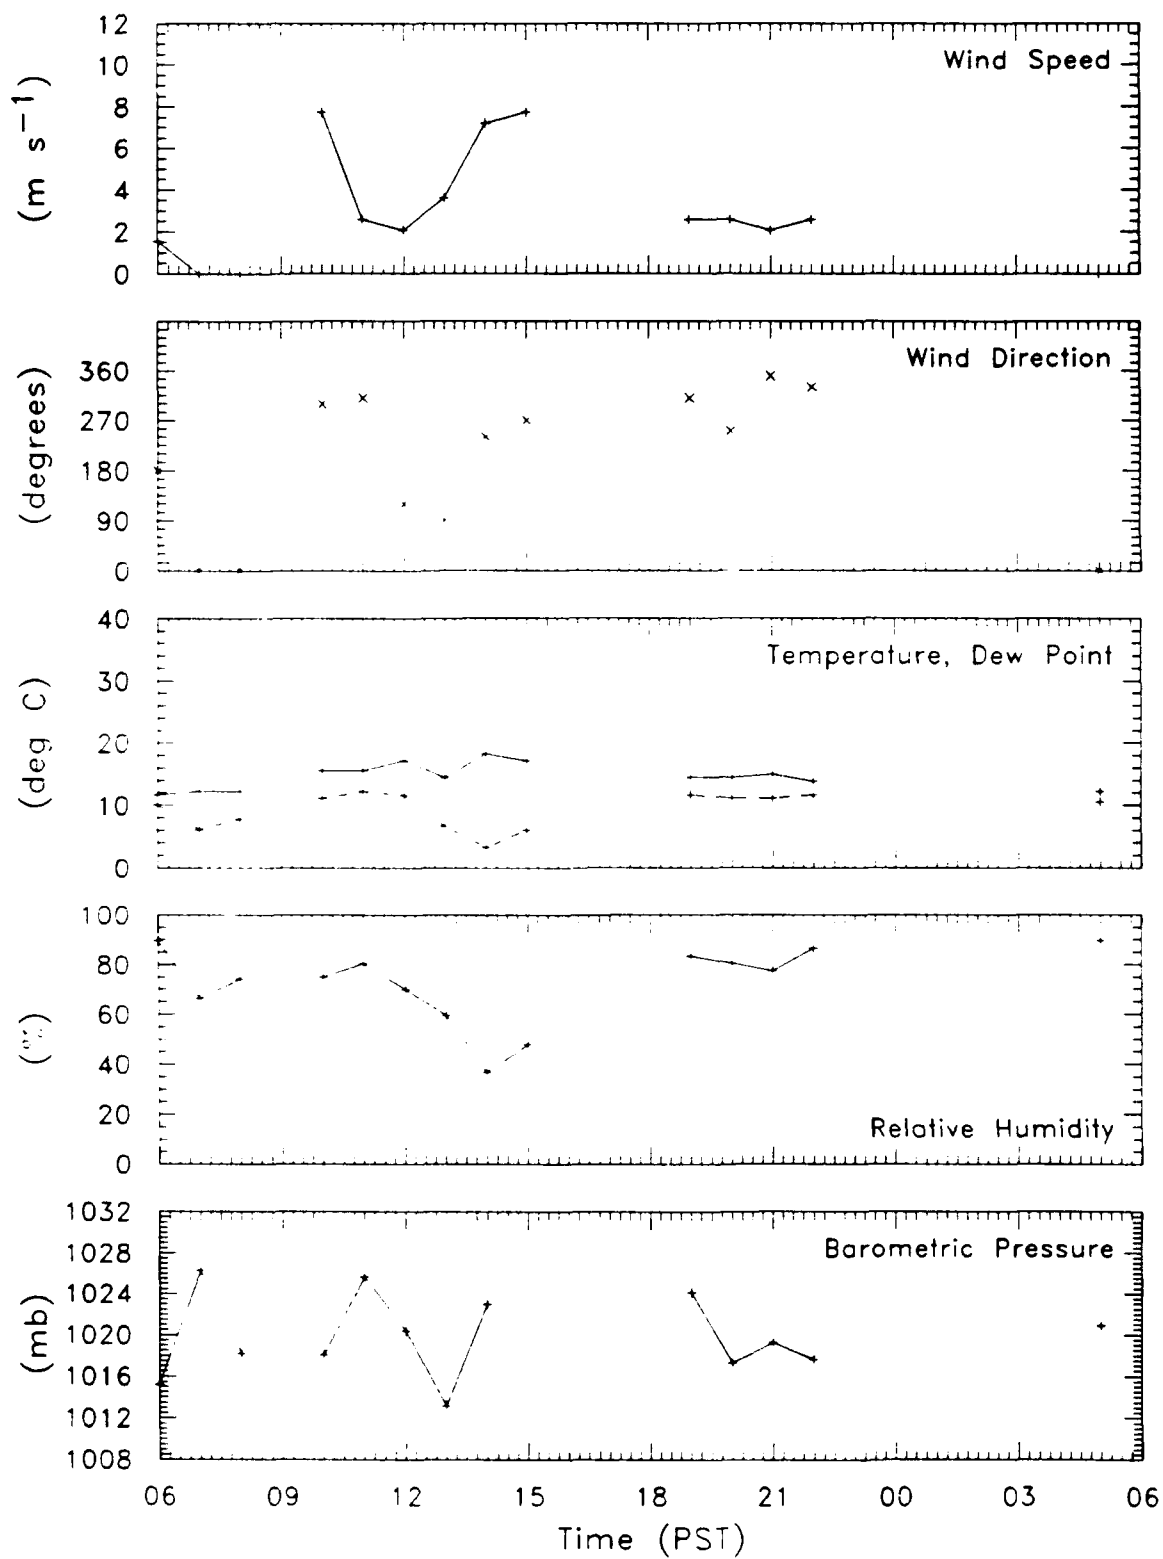 12
10
8
6
4
2
0
(m s−1)
Wind Speed
360
270
180
90
0
(degrees)
Wind Direction
40
30
20
10
0
(deg C)
Temperature, Dew Point
100
80
60
40
20
0
(%)
Relative Humidity
1032
1028
1024
1020
1016
1012
1008
(mb)
Barometric Pressure
06 09 12 15 18 21 00 03 06
Time (PST)